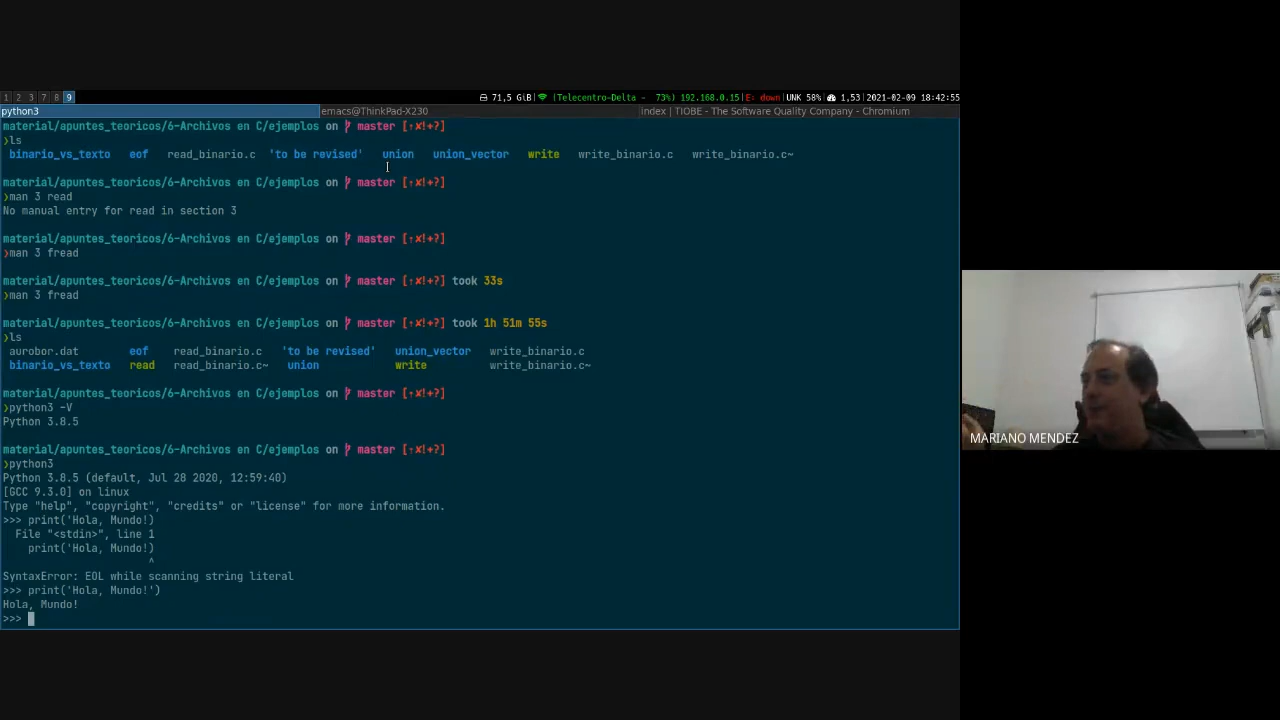 1 2 3 7 8 9
71,5 GiB| |(Telecentro-Delta - 73%) 192.168.0.15|E: down|UNK 58%| 1,53|2021-02-09 18:42:55
python3 emacs@ThinkPad-X230 index | TIOBE - The Software Quality Company - Chromium
material/apuntes_teoricos/6-Archivos en C/ejemplos on master [↑✘!+?]
❯ls
binario_vs_texto eof read_binario.c 'to be revised' union union_vector write write_binario.c write_binario.c~
material/apuntes_teoricos/6-Archivos en C/ejemplos on master [↑✘!+?]
❯man 3 read
No manual entry for read in section 3
material/apuntes_teoricos/6-Archivos en C/ejemplos on master [↑✘!+?]
❯man 3 fread
material/apuntes_teoricos/6-Archivos en C/ejemplos on master [↑✘!+?] took 33s
❯man 3 fread
material/apuntes_teoricos/6-Archivos en C/ejemplos on master [↑✘!+?] took 1h 51m 55s
❯ls
aurobor.dat eof read_binario.c 'to be revised' union_vector write_binario.c
binario_vs_texto read read_binario.c~ union write write_binario.c~
material/apuntes_teoricos/6-Archivos en C/ejemplos on master [↑✘!+?]
❯python3 -V
Python 3.8.5
material/apuntes_teoricos/6-Archivos en C/ejemplos on master [↑✘!+?]
❯python3
Python 3.8.5 (default, Jul 28 2020, 12:59:40)
[GCC 9.3.0] on linux
Type "help", "copyright", "credits" or "license" for more information.
>>> print('Hola, Mundo!)
File "<stdin>", line 1
print('Hola, Mundo!)
^
SyntaxError: EOL while scanning string literal
>>> print('Hola, Mundo!')
Hola, Mundo!
>>>
MARIANO MENDEZ